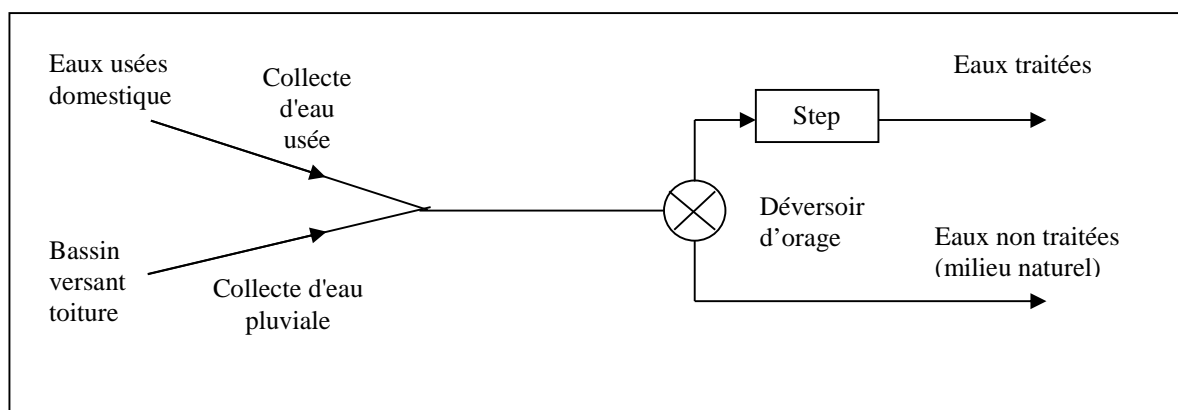 Eaux usées
domestique
Collecte
d'eau
usée
Bassin
versant
toiture
Collecte d'eau
pluviale
Step
Déversoir
d’orage
Eaux traitées
Eaux non traitées
(milieu naturel)